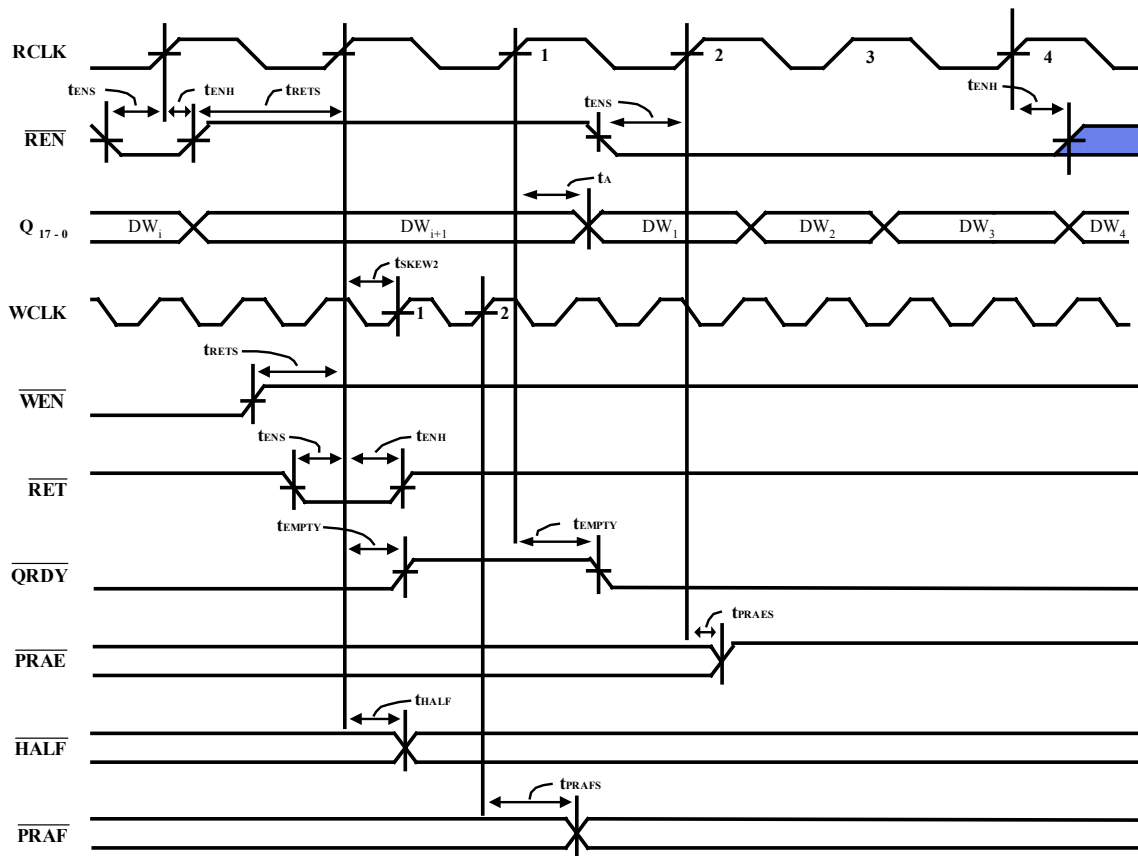 RCLK 1 2 3 4
tENS tENH tRETS tENS tENH
REN
tA
Q 17 - 0 DWi DWi+1 DW1 DW2 DW3 DW4
tSKEW2
WCLK 1 2
tRETS
WEN
tENS tENH
RET
tEMPTY tEMPTY
QRDY
tPRAES
PRAE
tHALF
HALF
tPRAFS
PRAF